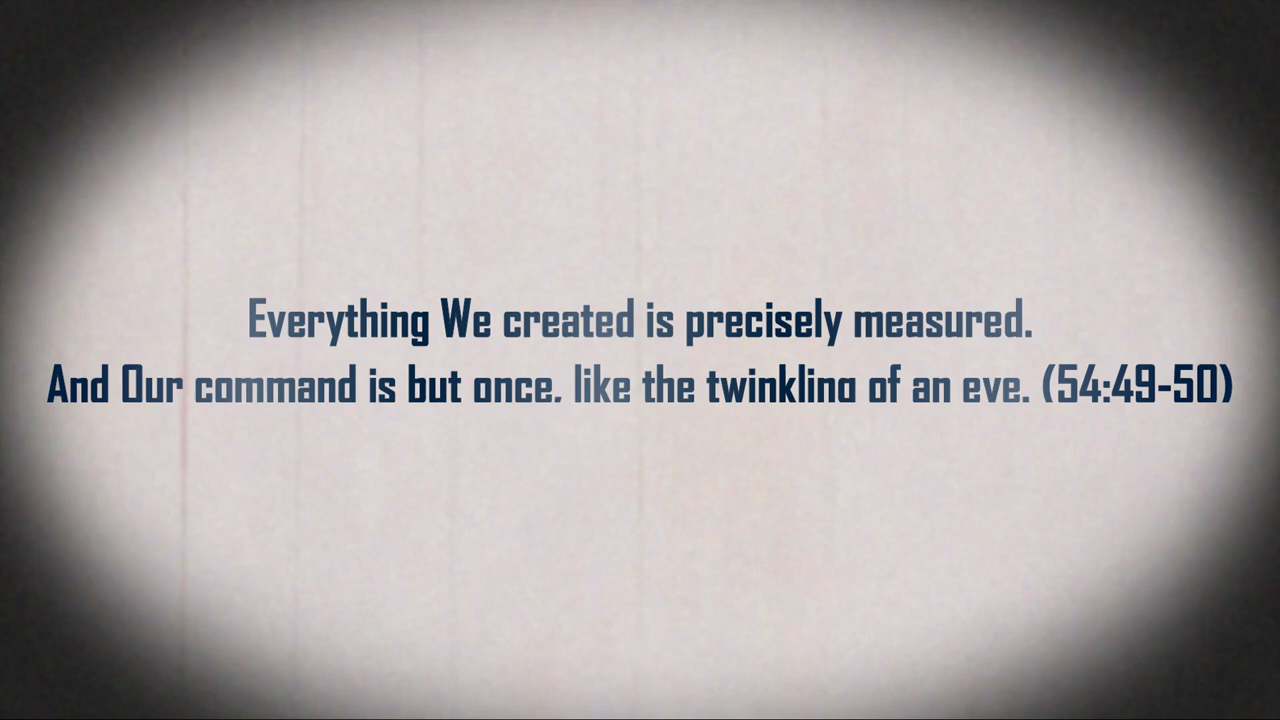 Everything We created is precisely measured.
And Our command is but once, like the twinkling of an eye. (54:49-50)